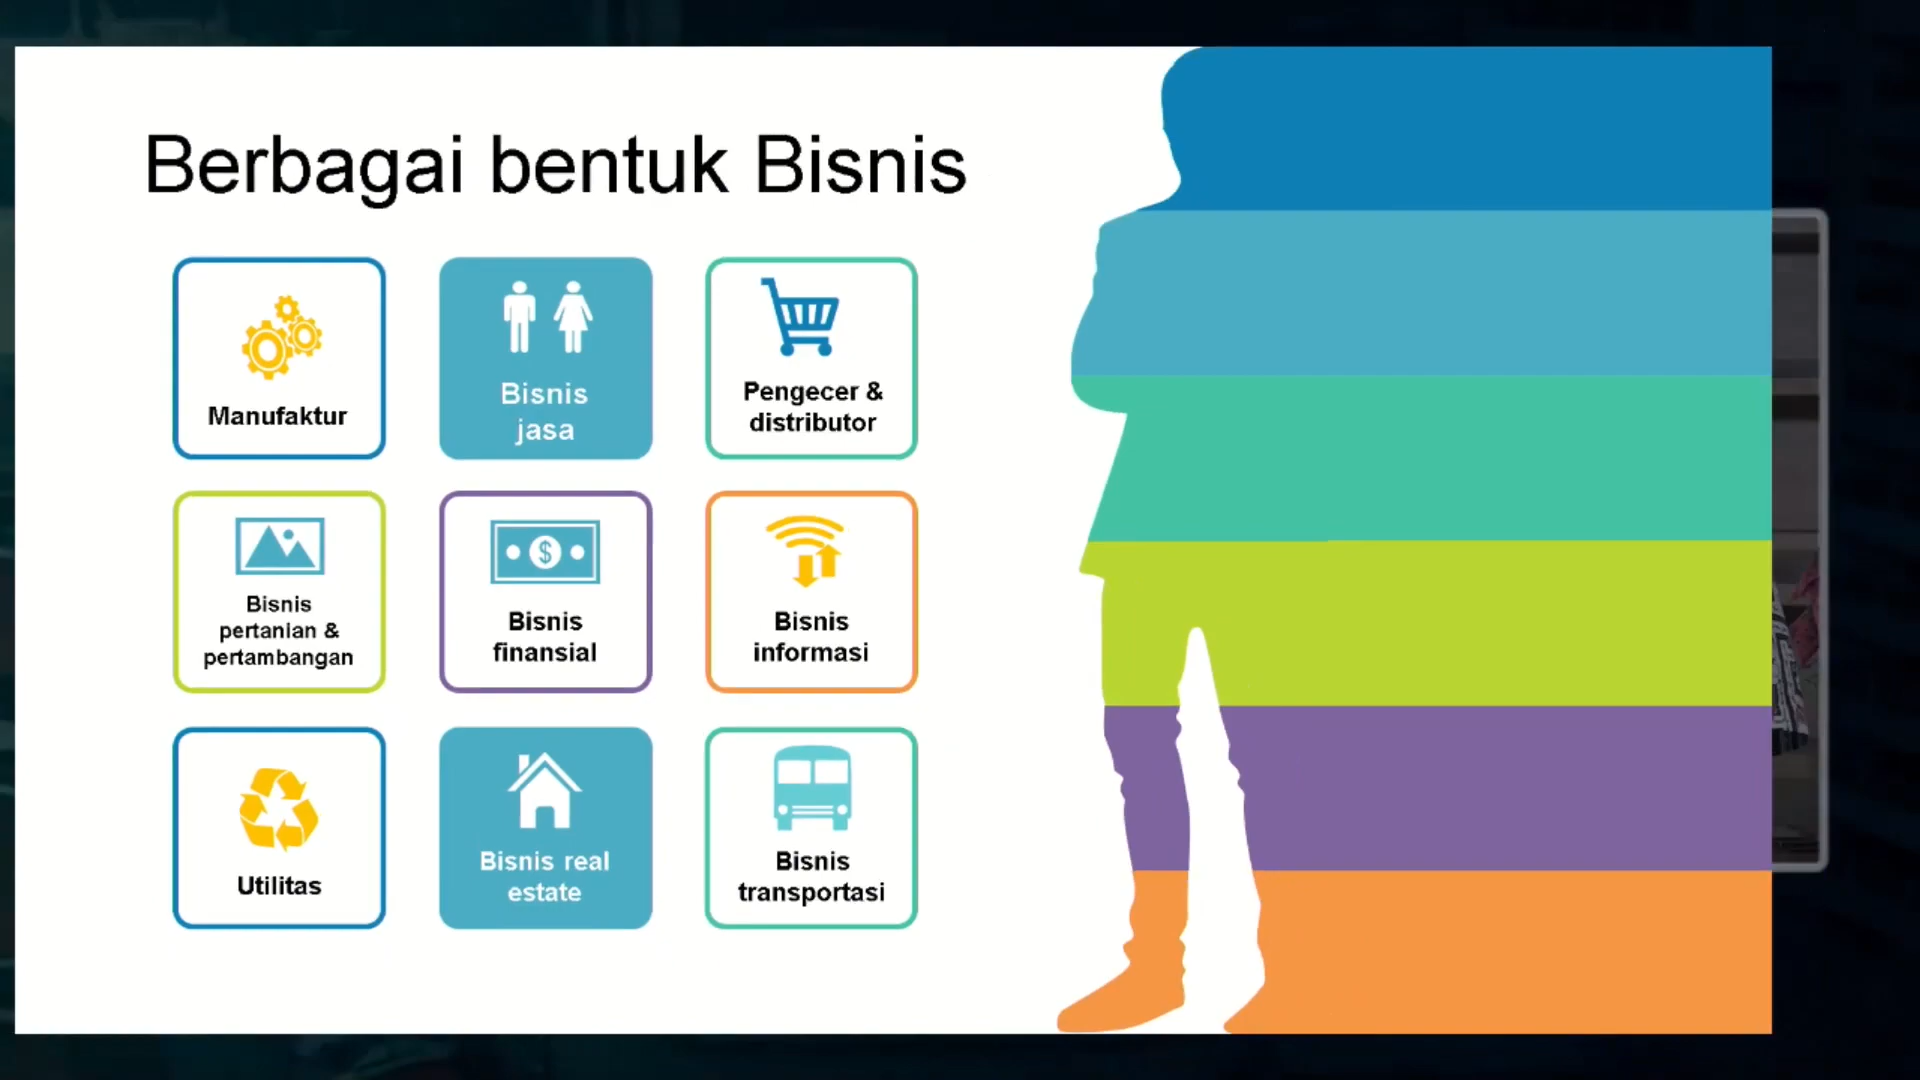 Berbagai bentuk Bisnis
Manufaktur
Bisnis
jasa
Pengecer &
distributor
Bisnis
pertanian &
pertambangan
Bisnis
finansial
Bisnis
informasi
Utilitas
Bisnis real
estate
Bisnis
transportasi